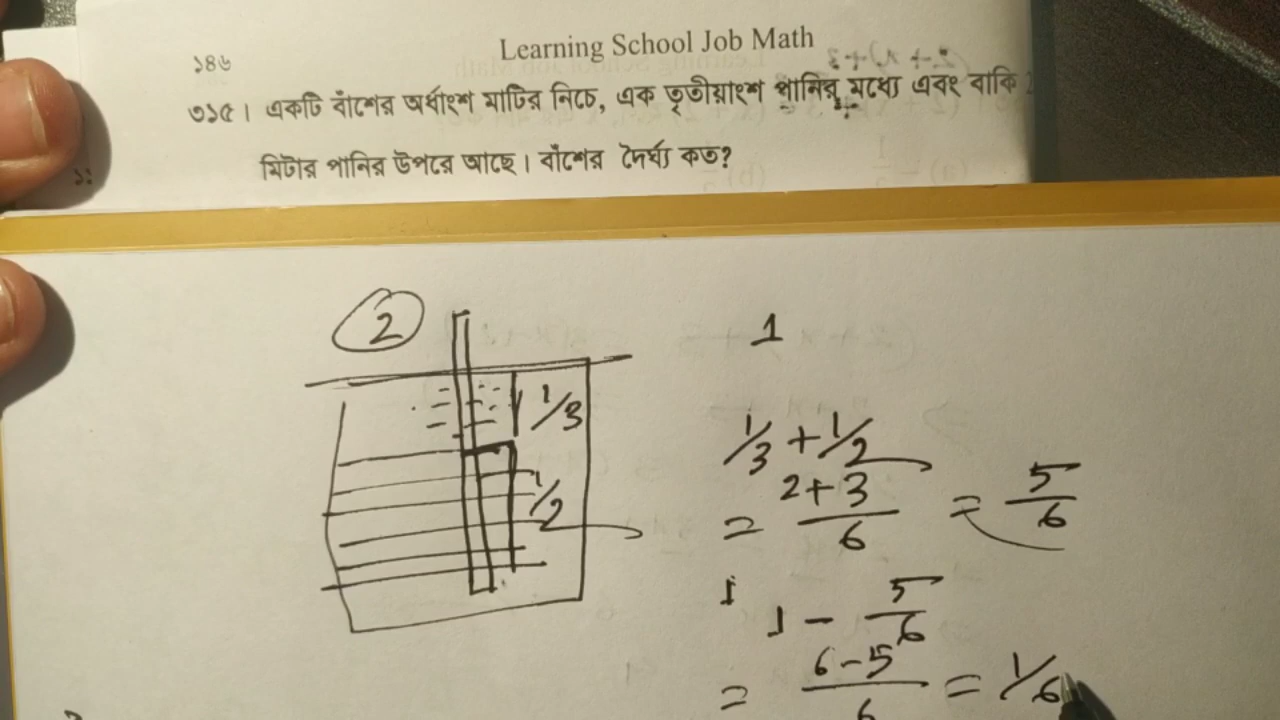 ১৪৬
Learning School Job Math
৩১৫। একটি বাঁশের অর্ধাংশ মাটির নিচে, এক তৃতীয়াংশ পানির মধ্যে এবং বাকি
মিটার পানির উপরে আছে। বাঁশের দৈর্ঘ্য কত?
2
1/3
1/2
1
1/3 + 1/2
= 2+3/6 = 5/6
1 - 5/6
= 6-5/6 = 1/6